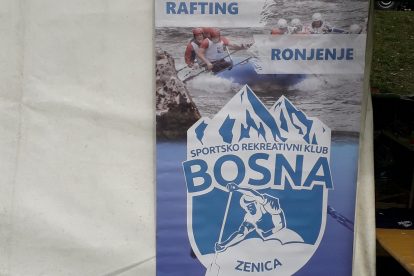 RAFTING
RONJENJE
SPORTSKO REKREATIVNI KLUB
BOSNA
ZENICA